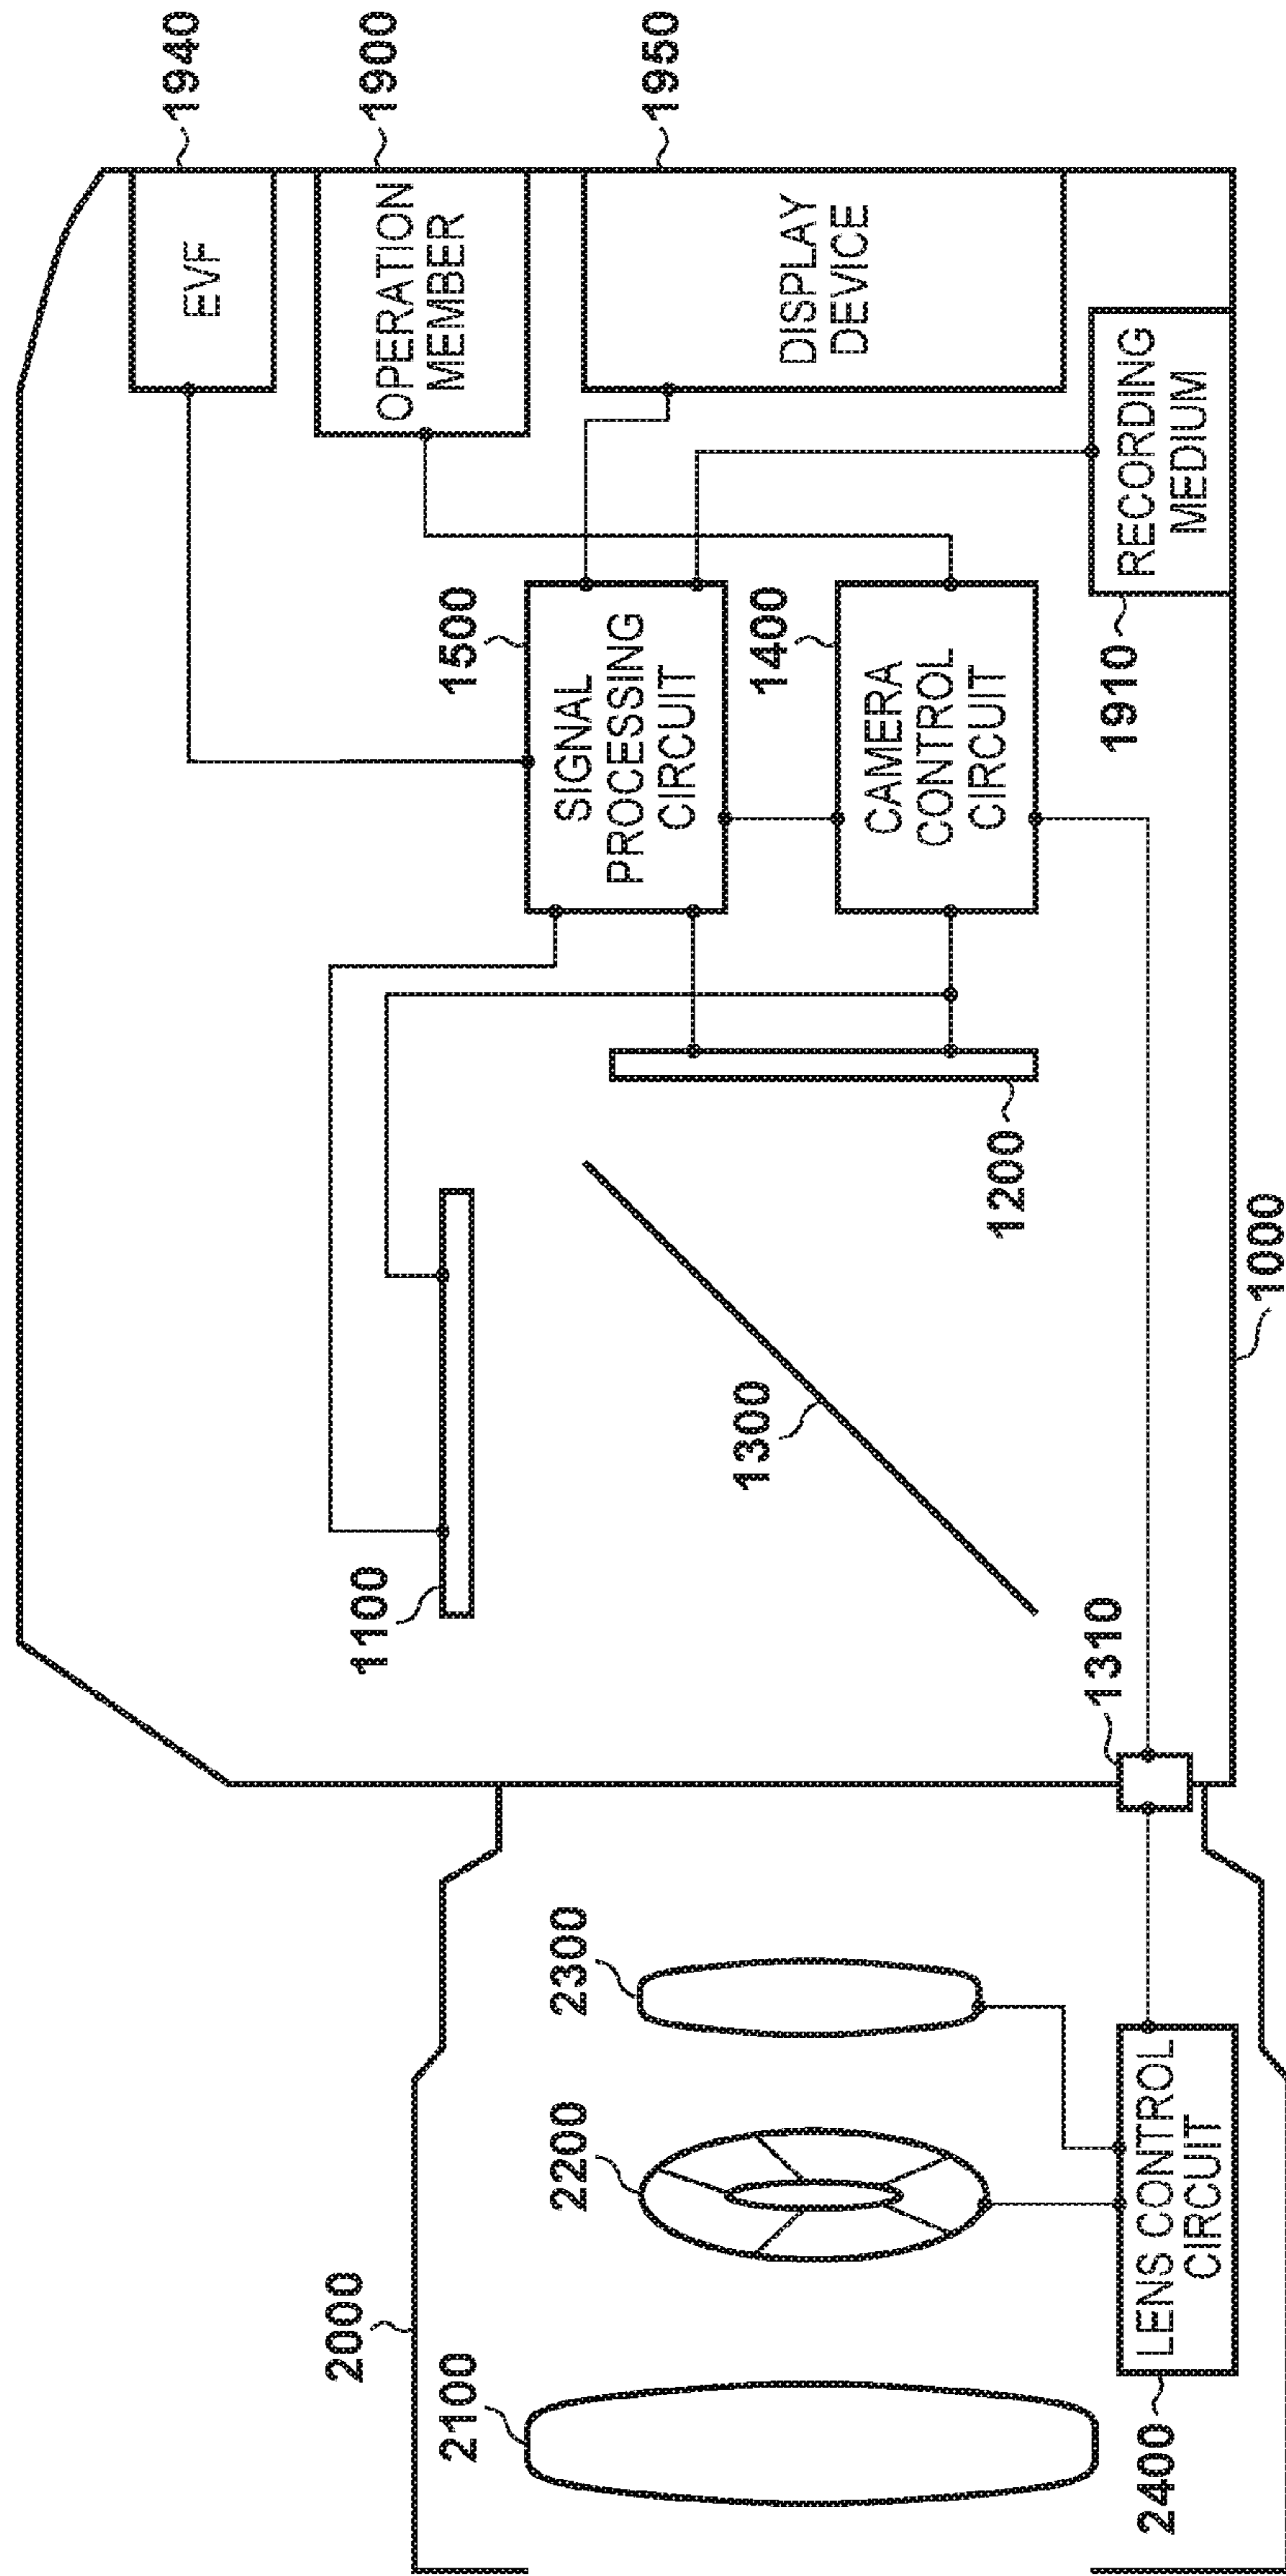 1940
1900
1950
EVF
OPERATION
MEMBER
DISPLAY
DEVICE
1500
SIGNAL
PROCESSING
CIRCUIT
1400
CAMERA
CONTROL
CIRCUIT
1910
RECORDING
MEDIUM
1100
1300
1200
1000
1310
2000
2100
2200
2300
2400
LENS CONTROL
CIRCUIT